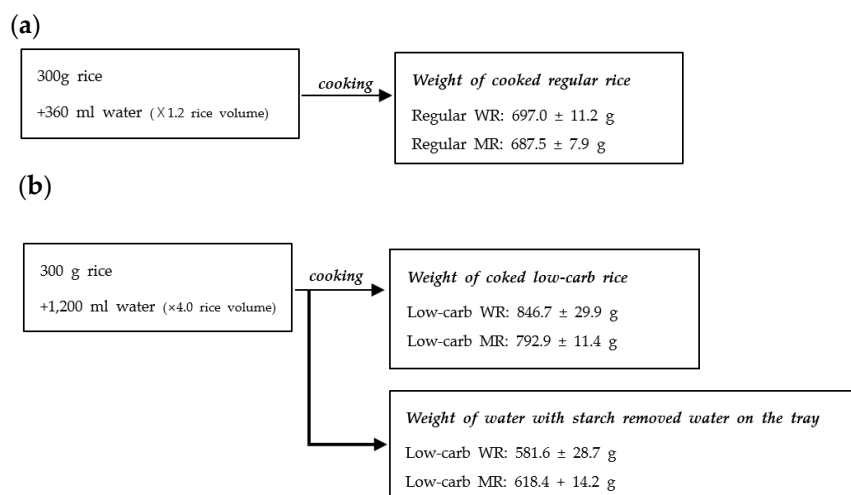 (a)
300g rice
+360 ml water (×1.2 rice volume)
cooking
Weight of cooked regular rice
Regular WR: 697.0 ± 11.2 g
Regular MR: 687.5 ± 7.9 g
(b)
300 g rice
+1,200 ml water (×4.0 rice volume)
cooking
Weight of coked low-carb rice
Low-carb WR: 846.7 ± 29.9 g
Low-carb MR: 792.9 ± 11.4 g
Weight of water with starch removed water on the tray
Low-carb WR: 581.6 ± 28.7 g
Low-carb MR: 618.4 + 14.2 g